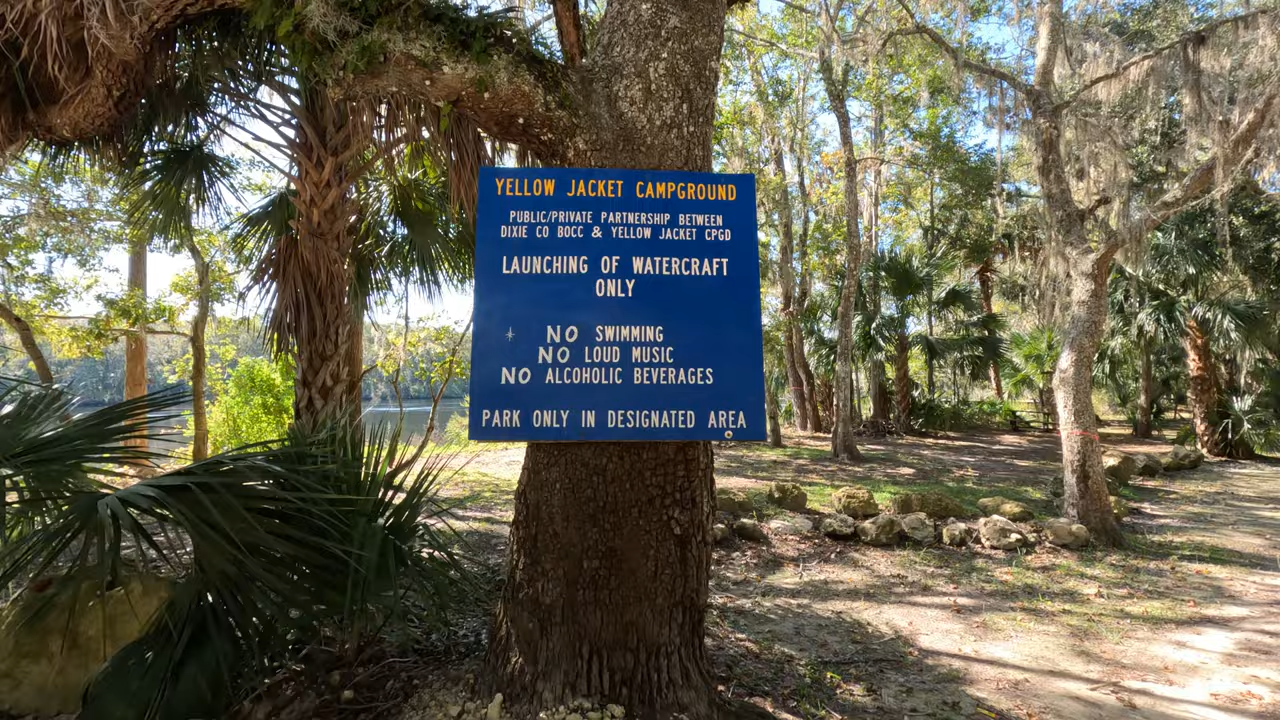 YELLOW JACKET CAMPGROUND
PUBLIC/PRIVATE PARTNERSHIP BETWEEN
DIXIE CO BOCC & YELLOW JACKET CPGD
LAUNCHING OF WATERCRAFT
ONLY
* NO SWIMMING
NO LOUD MUSIC
NO ALCOHOLIC BEVERAGES
PARK ONLY IN DESIGNATED AREA